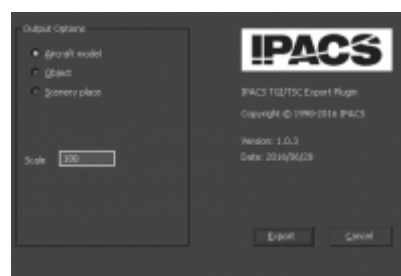 Output Options
Aircraft model
Object
Scenery place
Scale 100
IPACS
IPACS TGI/TSC Export Plugin
Copyright © 1998-2016 IPACS
Version: 1.0.3
Date: 2016/06/28
Export
Cancel